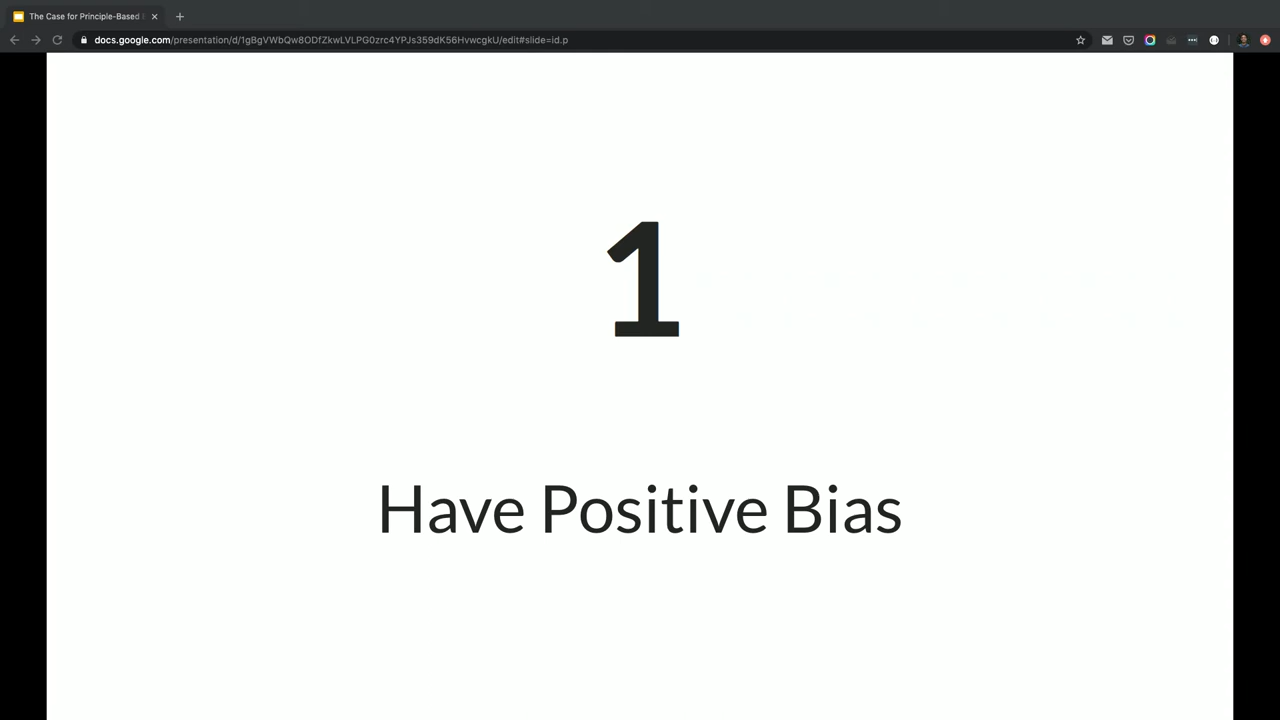 The Case for Principle-Based
docs.google.com/presentation/d/1gBgVWbQw8ODfZkwLVLPG0zrc4YPJs359dK56HvwcgkU/edit#slide=id.p
1
Have Positive Bias